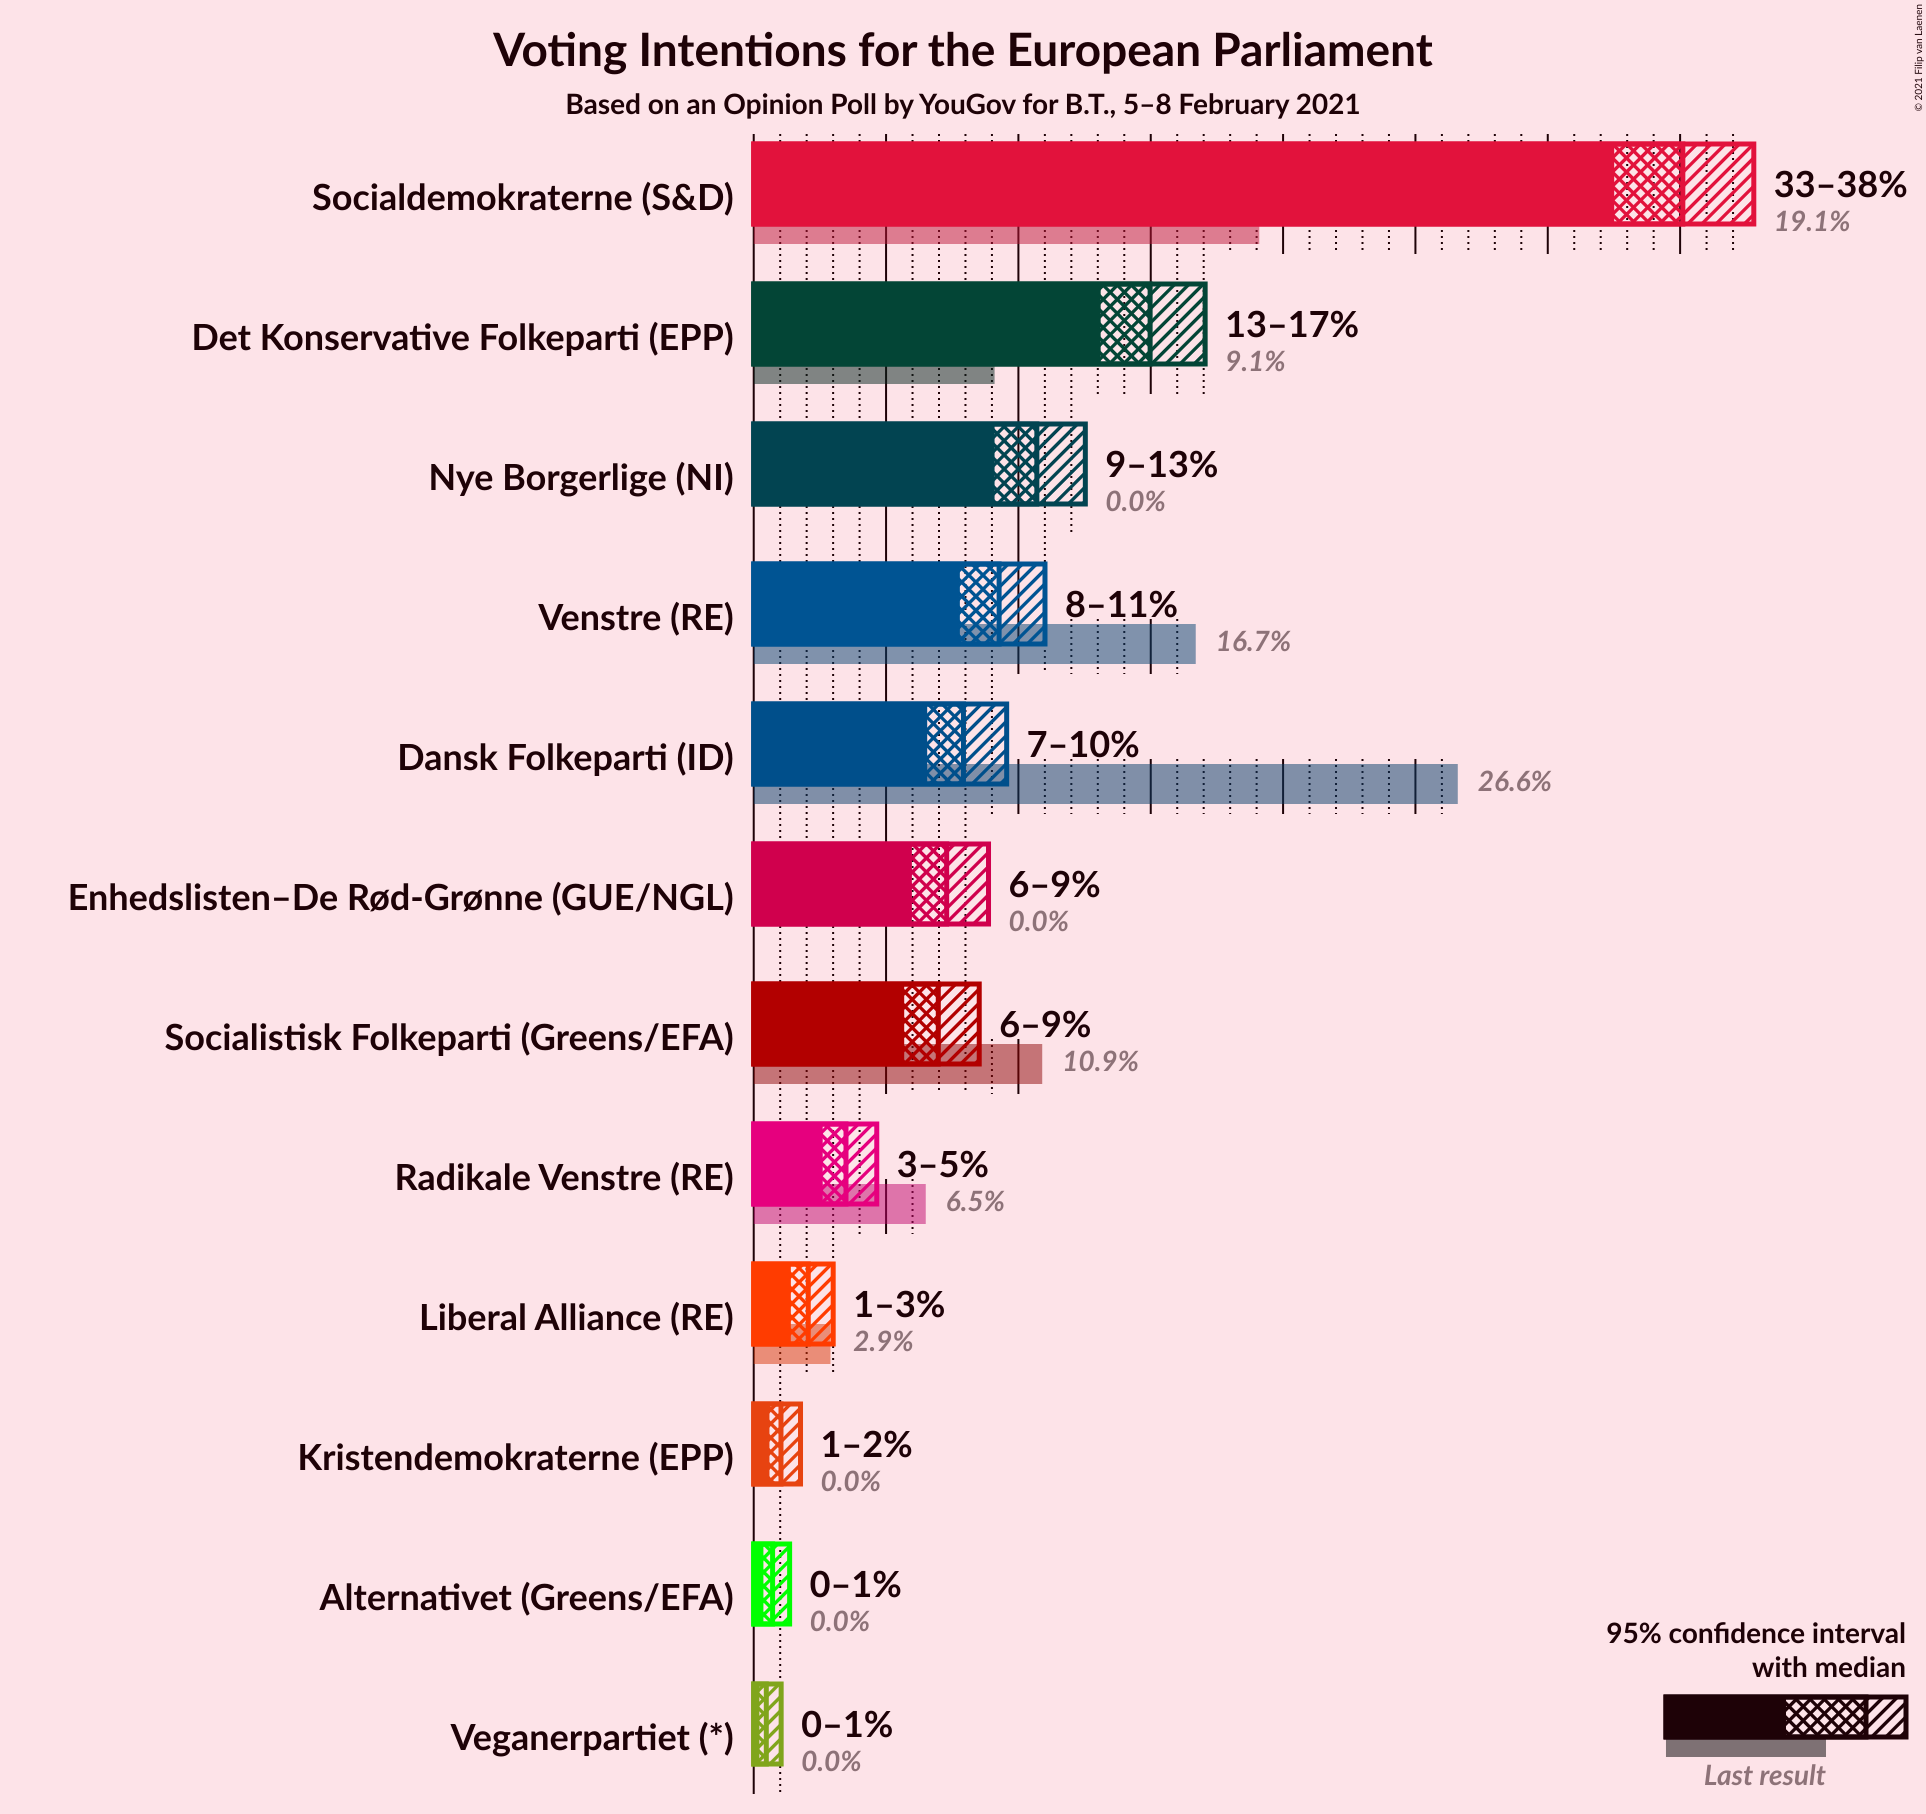 Voting Intentions for the European Parliament
Based on an Opinion Poll by YouGov for B.T., 5–8 February 2021
© 2021 Filip van Laenen
Socialdemokraterne (S&D)
33–38%
19.1%
Det Konservative Folkeparti (EPP)
13–17%
9.1%
Nye Borgerlige (NI)
9–13%
0.0%
Venstre (RE)
8–11%
16.7%
Dansk Folkeparti (ID)
7–10%
26.6%
Enhedslisten–De Rød-Grønne (GUE/NGL)
6–9%
0.0%
Socialistisk Folkeparti (Greens/EFA)
6–9%
10.9%
Radikale Venstre (RE)
3–5%
6.5%
Liberal Alliance (RE)
1–3%
2.9%
Kristendemokraterne (EPP)
1–2%
0.0%
Alternativet (Greens/EFA)
0–1%
0.0%
Veganerpartiet (*)
0–1%
0.0%
95% confidence interval
with median
Last result